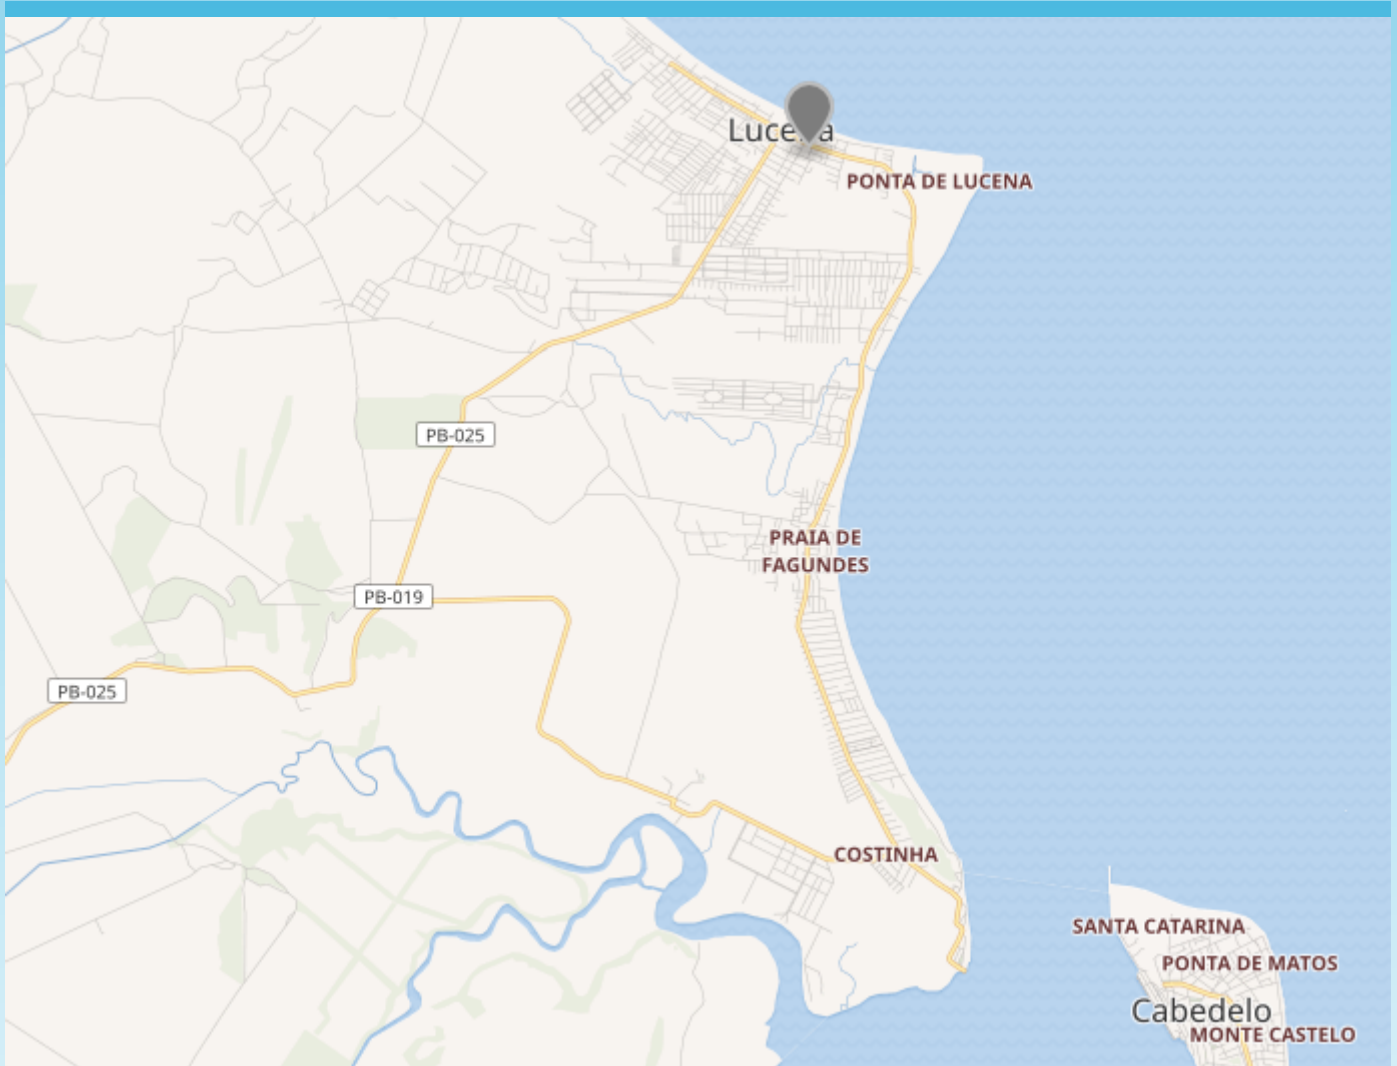 Lucena
PONTA DE LUCENA
PB-025
PRAIA DE
FAGUNDES
PB-019
PB-025
COSTINHA
SANTA CATARINA
PONTA DE MATOS
Cabedelo
MONTE CASTELO